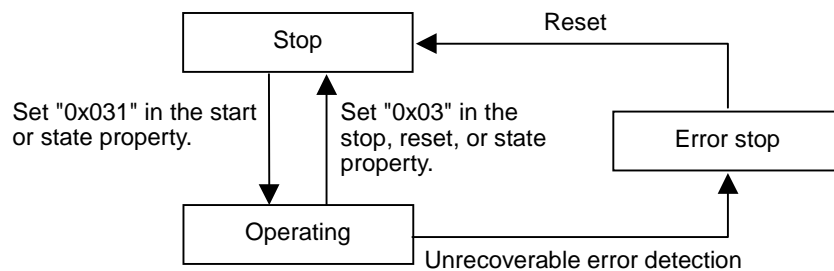 Reset
Stop
Set "0x031" in the start
or state property.
Set "0x03" in the
stop, reset, or state
property.
Error stop
Operating
Unrecoverable error detection